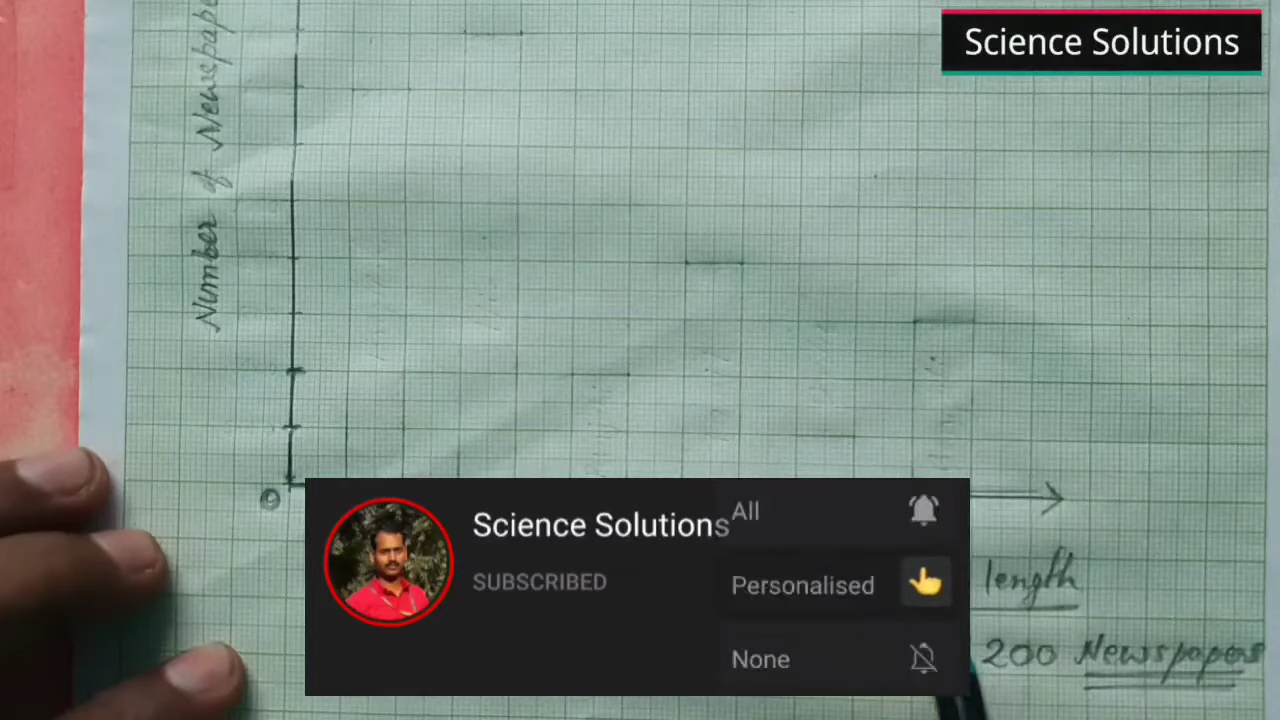 Science Solutions
Number of Newspape
0
Science Solutions
SUBSCRIBED
All
Personalised
None
length
200 Newspapers